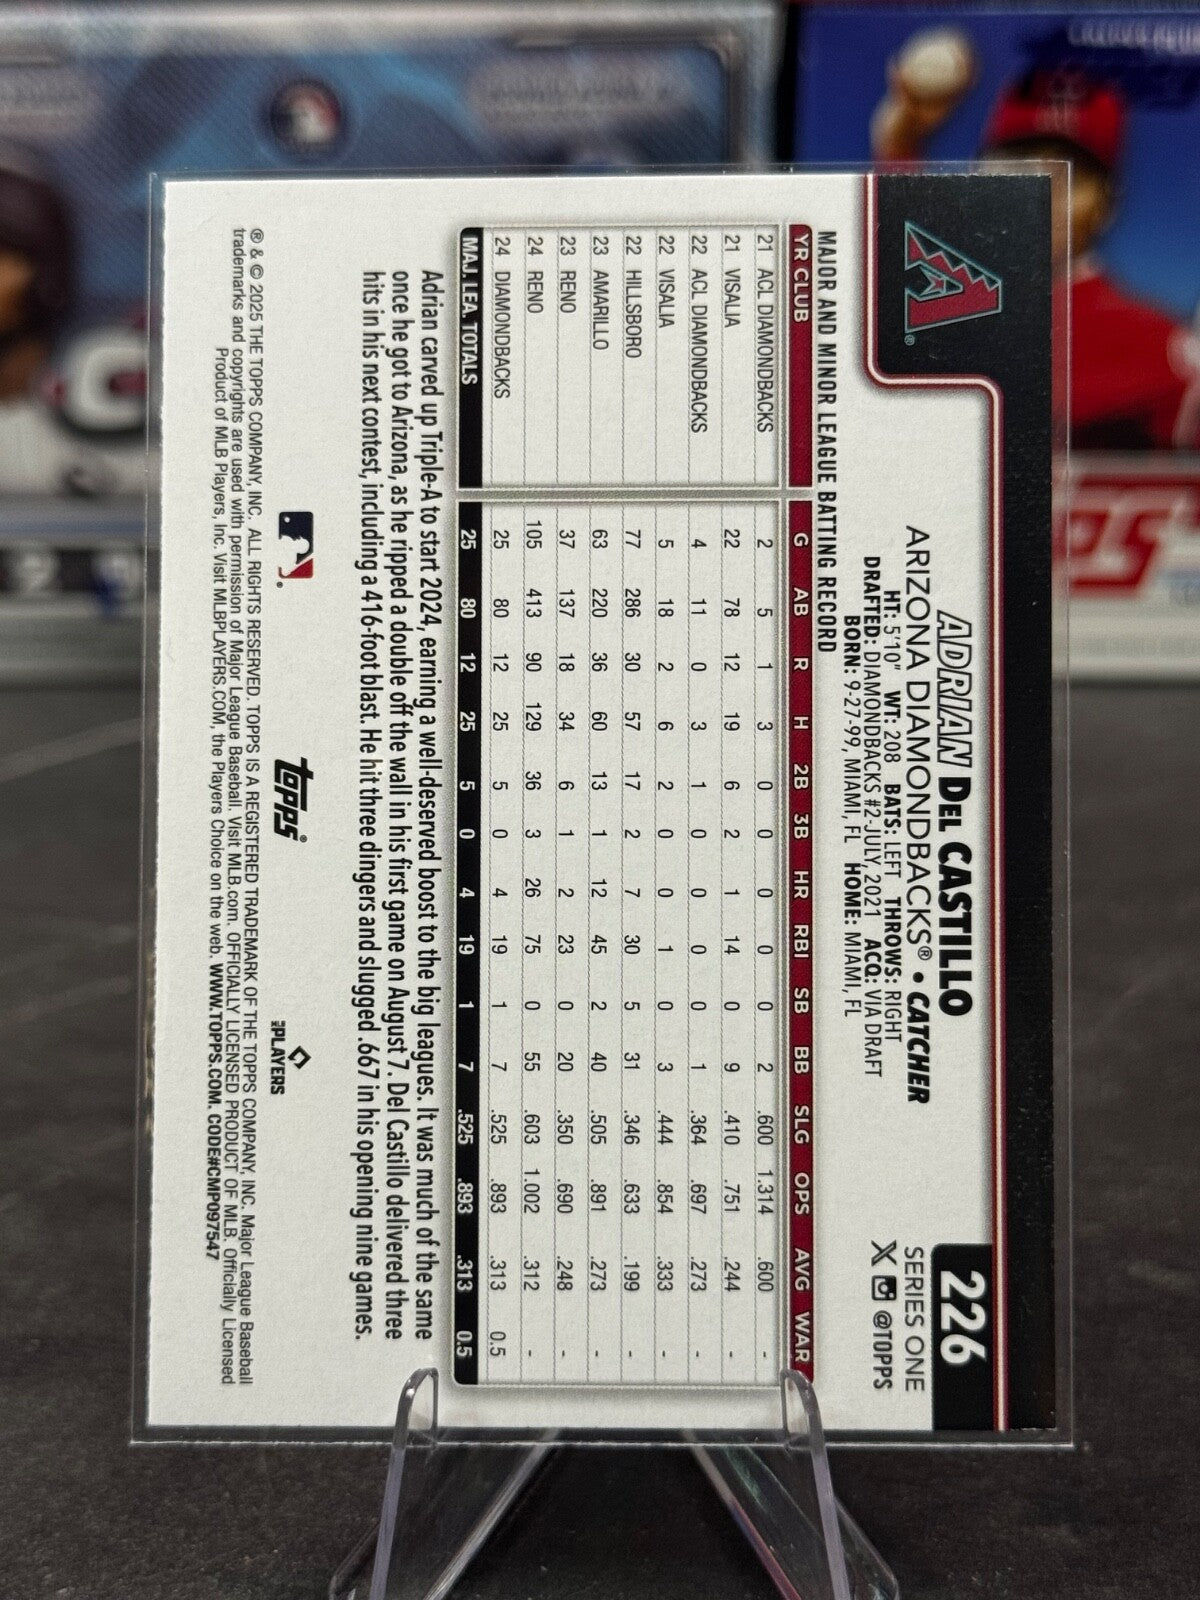 226
SERIES ONE
@TOPPS
ADRIAN DEL CASTILLO
ARIZONA DIAMONDBACKS® • CATCHER
HT: 5'10" WT: 208 BATS: LEFT THROWS: RIGHT
DRAFTED: DIAMONDBACKS #2-JULY, 2021 ACQ: VIA DRAFT
BORN: 9-27-99, MIAMI, FL HOME: MIAMI, FL
MAJOR AND MINOR LEAGUE BATTING RECORD
YR CLUB G AB R H 2B 3B HR RBI SB BB SLG OPS AVG WAR
21 ACL DIAMONDBACKS 2 5 1 3 0 0 0 0 0 2 .600 1.314 .600 -
21 VISALIA 22 78 12 19 6 2 1 14 0 9 .410 .751 .244 -
22 ACL DIAMONDBACKS 4 11 0 3 1 0 0 0 0 1 .364 .697 .273 -
22 VISALIA 5 18 2 6 2 0 0 1 0 3 .444 .854 .333 -
22 HILLSBORO 77 286 30 57 17 2 7 30 5 31 .346 .633 .199 -
23 AMARILLO 63 220 36 60 13 1 12 45 2 40 .505 .891 .273 -
23 RENO 37 137 18 34 6 1 2 23 0 20 .350 .690 .248 -
24 RENO 105 413 90 129 36 3 26 75 0 55 .603 1.002 .312 -
24 DIAMONDBACKS 25 80 12 25 5 0 4 19 1 7 .525 .893 .313 0.5
MAJ. LEA. TOTALS 25 80 12 25 5 0 4 19 1 7 .525 .893 .313 0.5
Adrian carved up Triple-A to start 2024, earning a well-deserved boost to the big leagues. It was much of the same
once he got to Arizona, as he ripped a double off the wall in his first game on August 7. Del Castillo delivered three
hits in his next contest, including a 416-foot blast. He hit three dingers and slugged .667 in his opening nine games.
topps®
PLAYERS
® & © 2025 THE TOPPS COMPANY, INC. ALL RIGHTS RESERVED. TOPPS IS A REGISTERED TRADEMARK OF THE TOPPS COMPANY, INC. Major League Baseball
trademarks and copyrights are used with permission of Major League Baseball. Visit MLB.com. OFFICIALLY LICENSED PRODUCT OF MLB. Officially Licensed
Product of MLB Players, Inc. Visit MLBPLAYERS.COM, the Players Choice on the web. WWW.TOPPS.COM. CODE#CMP097547